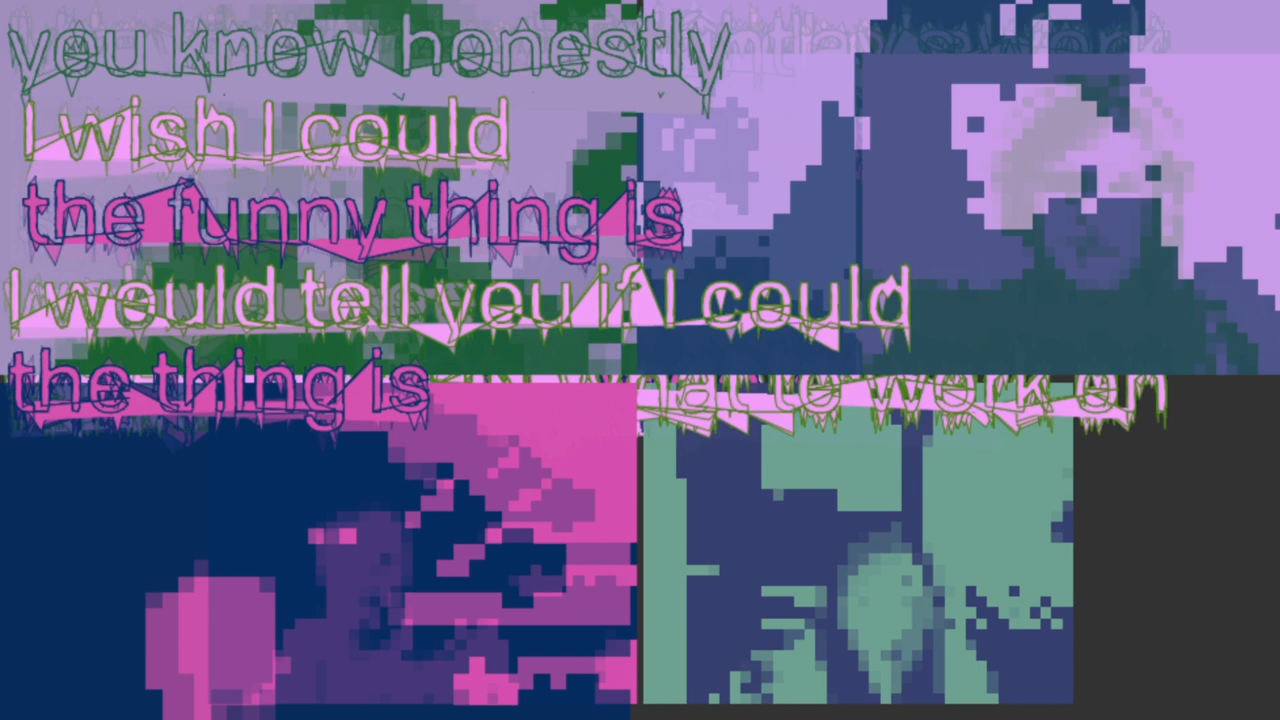 you know honestly
I wish I could
the funny thing is
I would tell you if I could
the thing is
what to work on